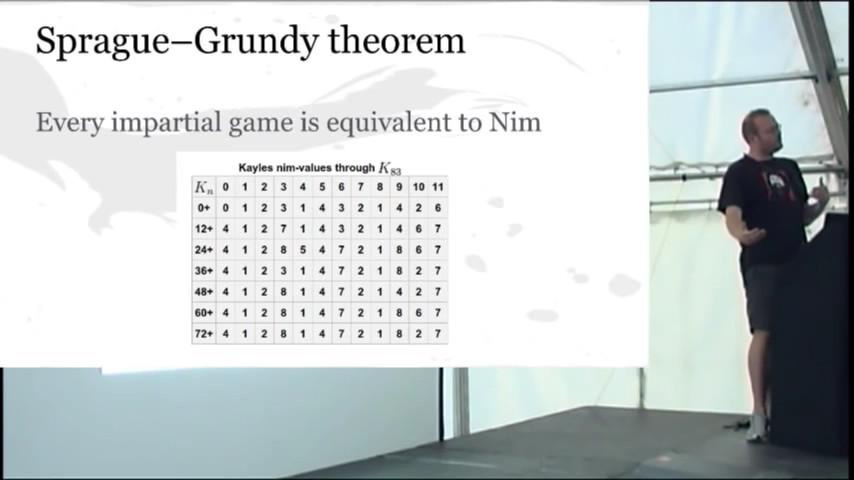 Sprague–Grundy theorem
Every impartial game is equivalent to Nim
Kayles nim-values through K83
Kn 0 1 2 3 4 5 6 7 8 9 10 11
0+ 0 1 2 3 1 4 3 2 1 4 2 6
12+ 4 1 2 7 1 4 3 2 1 4 6 7
24+ 4 1 2 8 5 4 7 2 1 8 6 7
36+ 4 1 2 3 1 4 7 2 1 8 2 7
48+ 4 1 2 8 1 4 7 2 1 4 2 7
60+ 4 1 2 8 1 4 7 2 1 8 6 7
72+ 4 1 2 8 1 4 7 2 1 8 2 7